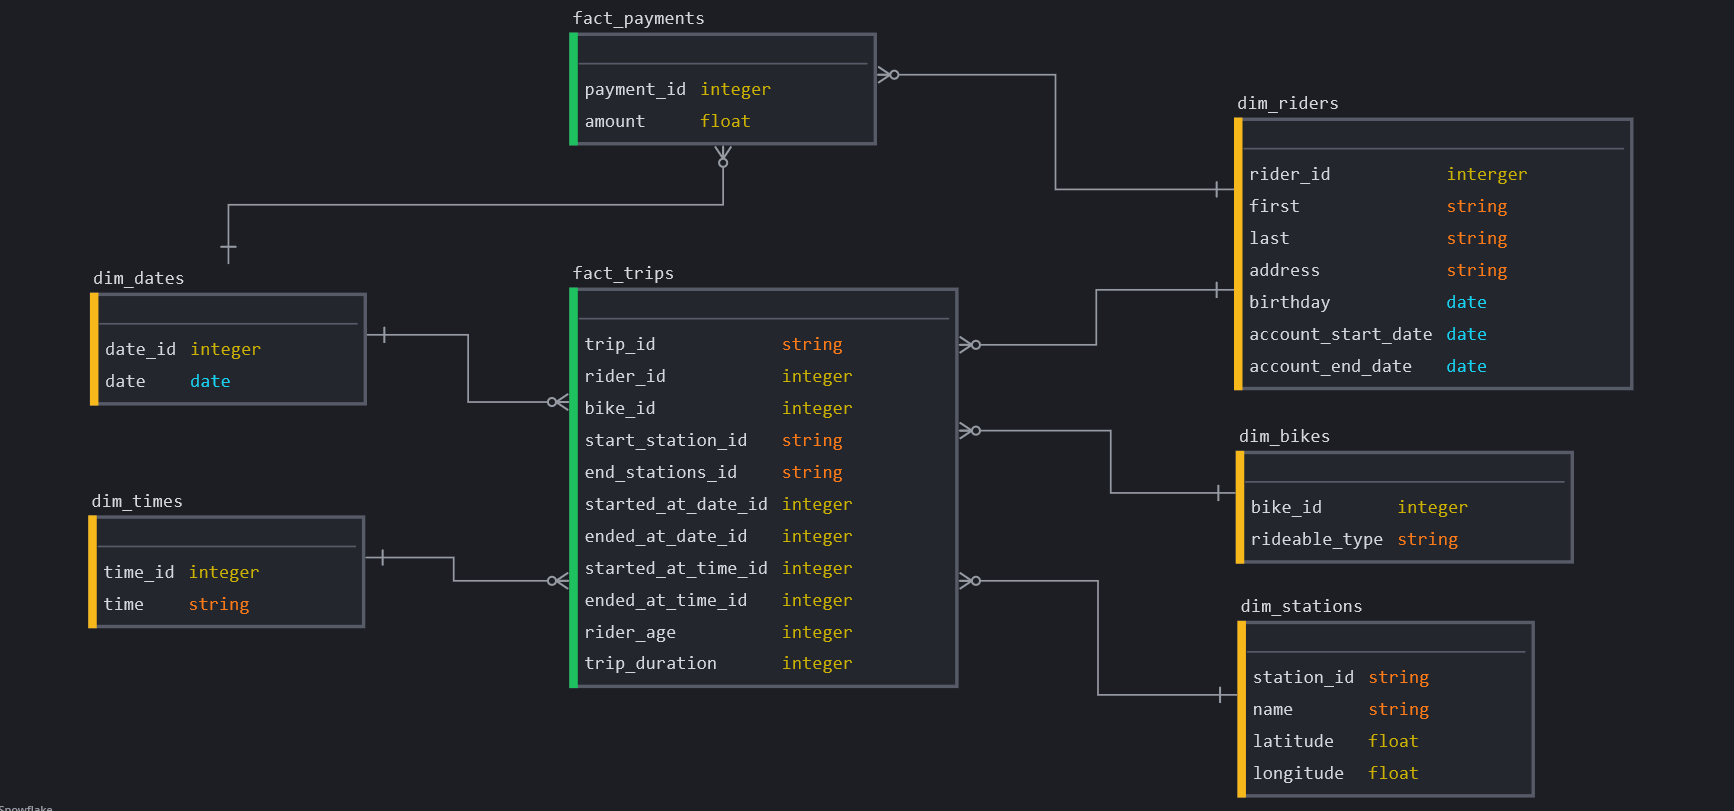 fact_payments
payment_id integer
amount float
dim_riders
rider_id interger
first string
last string
address string
birthday date
account_start_date date
account_end_date date
dim_dates
date_id integer
date date
fact_trips
trip_id string
rider_id integer
bike_id integer
start_station_id string
end_stations_id string
started_at_date_id integer
ended_at_date_id integer
started_at_time_id integer
ended_at_time_id integer
rider_age integer
trip_duration integer
dim_bikes
bike_id integer
rideable_type string
dim_times
time_id integer
time string
dim_stations
station_id string
name string
latitude float
longitude float
Snowflake